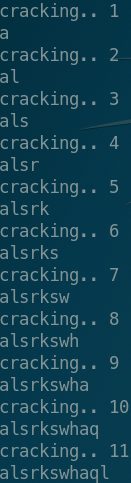 cracking.. 1
a
cracking.. 2
al
cracking.. 3
als
cracking.. 4
alsr
cracking.. 5
alsrk
cracking.. 6
alsrks
cracking.. 7
alsrksw
cracking.. 8
alsrkswh
cracking.. 9
alsrkswha
cracking.. 10
alsrkswhaq
cracking.. 11
alsrkswhaql